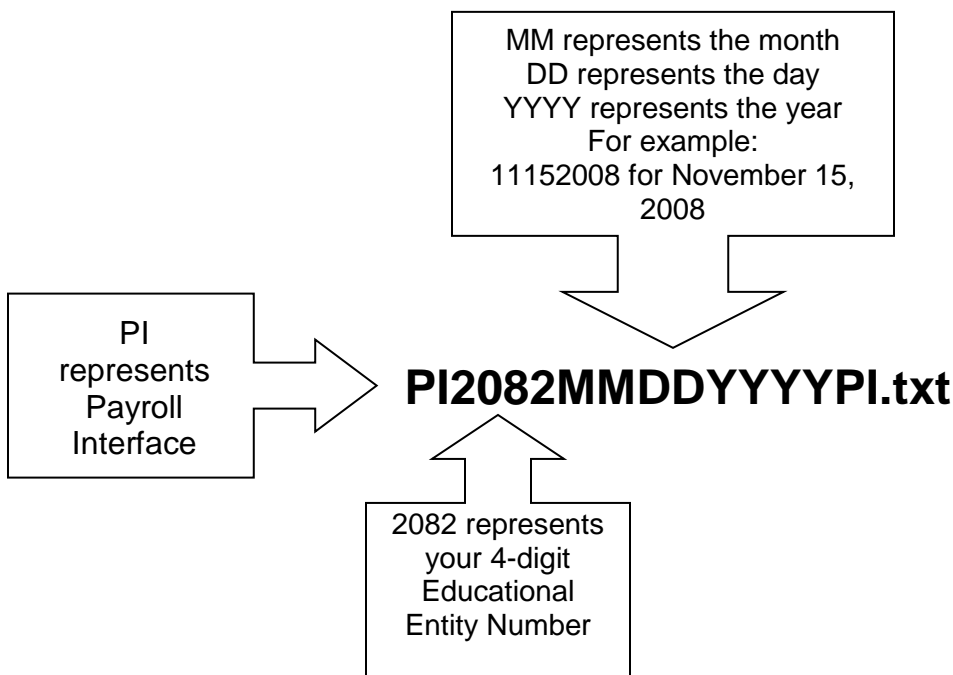 MM represents the month
DD represents the day
YYYY represents the year
For example:
11152008 for November 15,
2008
PI
represents
Payroll
Interface
PI2082MMDDYYYYPI.txt
2082 represents
your 4-digit
Educational
Entity Number